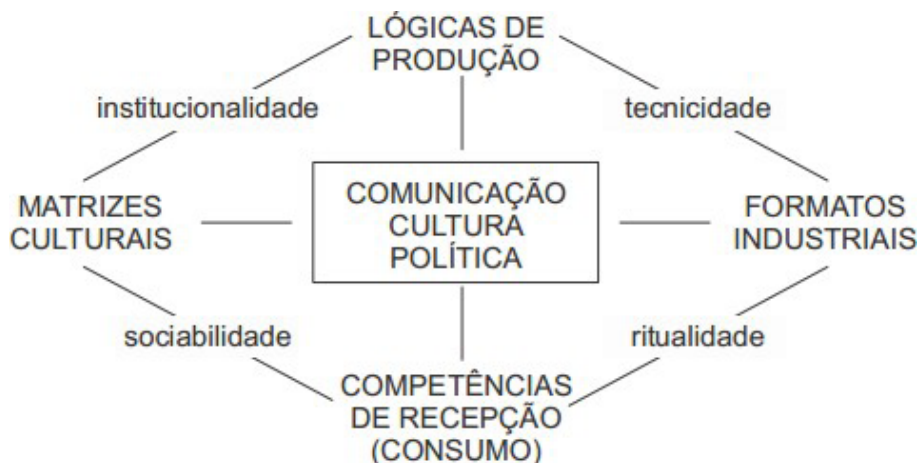 LÓGICAS DE
PRODUÇÃO
institucionalidade
tecnicidade
MATRIZES
CULTURAIS
COMUNICAÇÃO
CULTURA
POLÍTICA
FORMATOS
INDUSTRIAIS
sociabilidade
ritualidade
COMPETÊNCIAS
DE RECEPÇÃO
(CONSUMO)